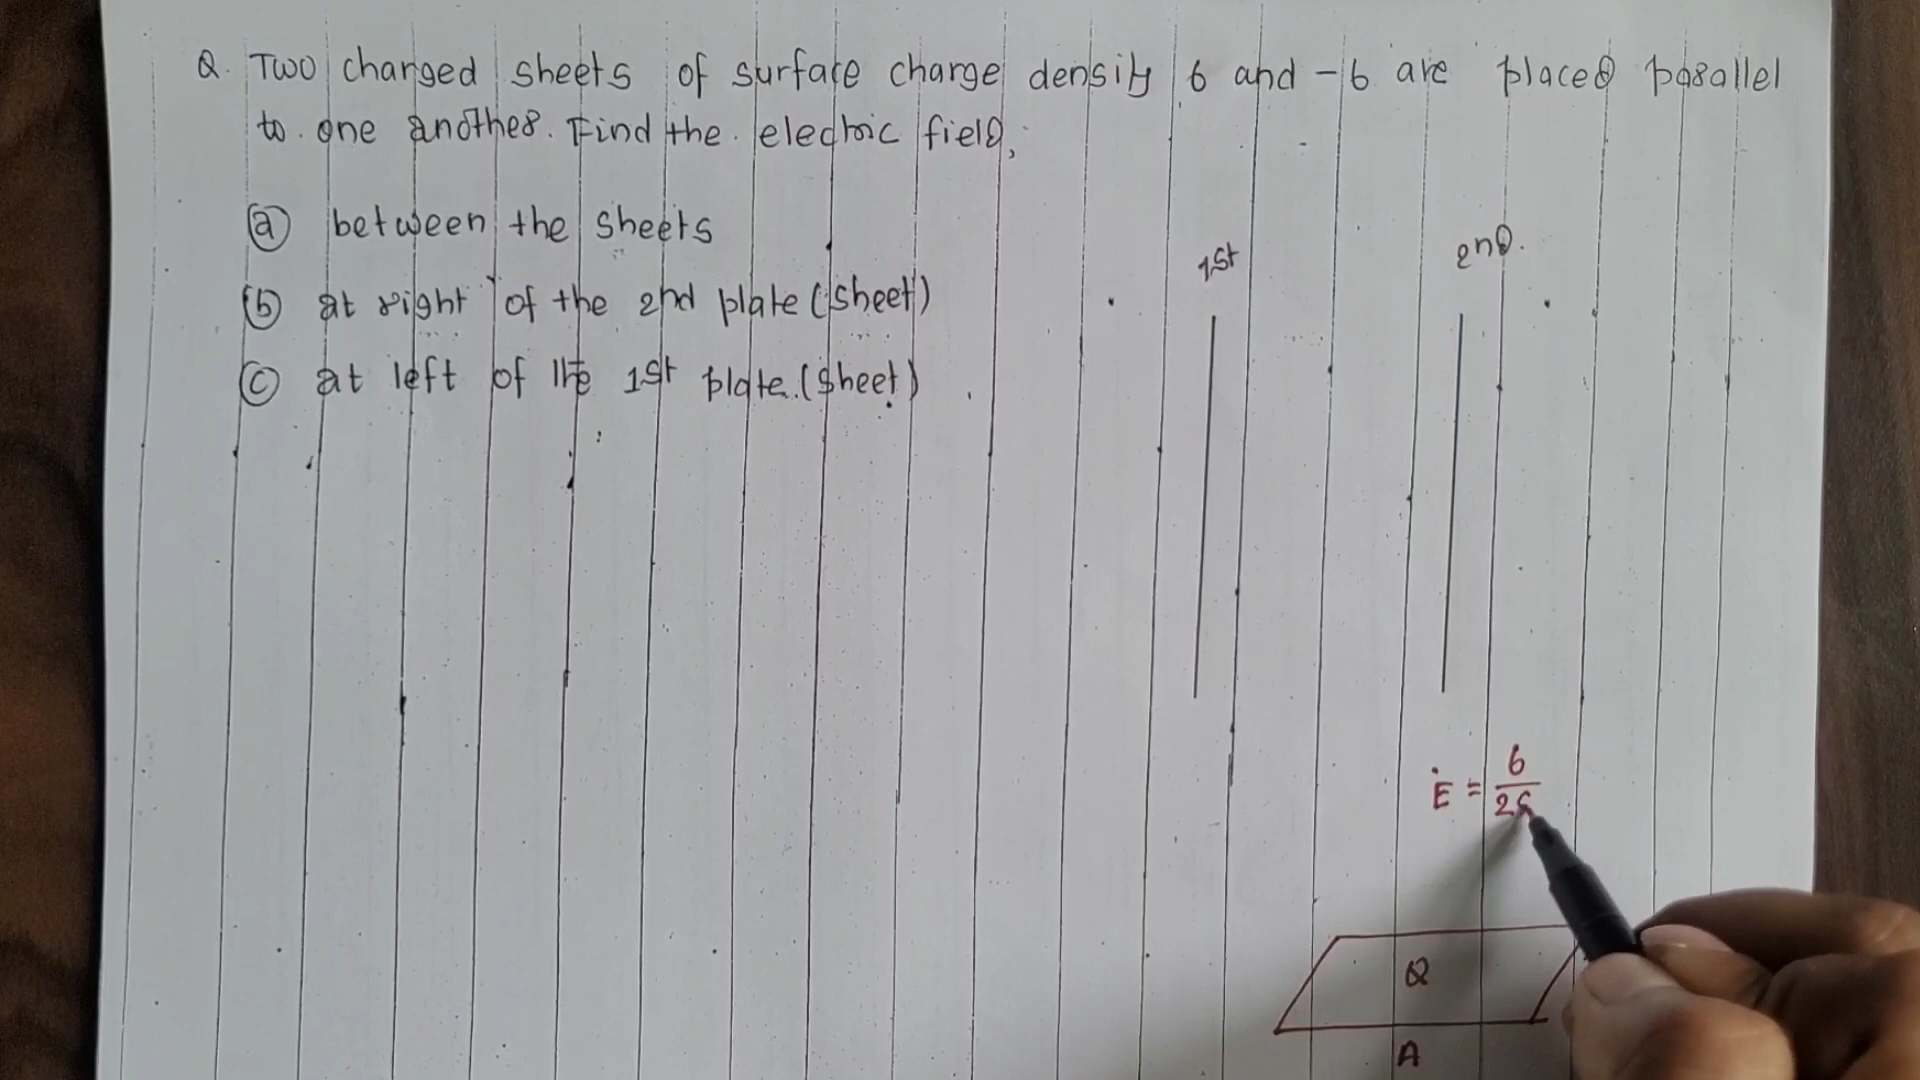 Q. Two charged sheets of surface charge density 6 and -6 are placed parallel
to one another. Find the electric field,
(a) between the sheets
(b) at right of the 2nd plate (sheet)
(c) at left of the 1st plate (sheet)
1st
2nd.
E = 6/2ε
Q
A